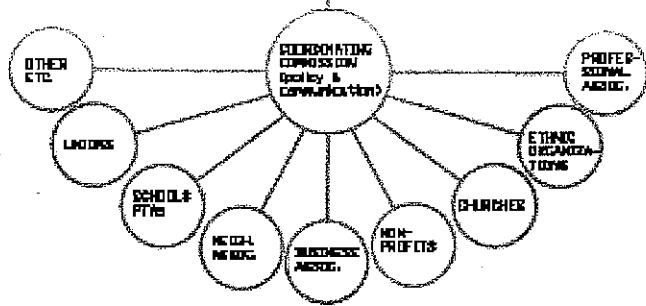 COORDINATING
COMMISSION
(policy &
communication)
OTHER
ETC.
UNIONS
SCHOOLS
PTAS
NEIGH.
ASSOC.
BUSINESS
ASSOC.
NON-
PROFITS
CHURCHES
ETHNIC
ORGANIZA-
TIONS
PROFES-
SIONAL
ASSOC.